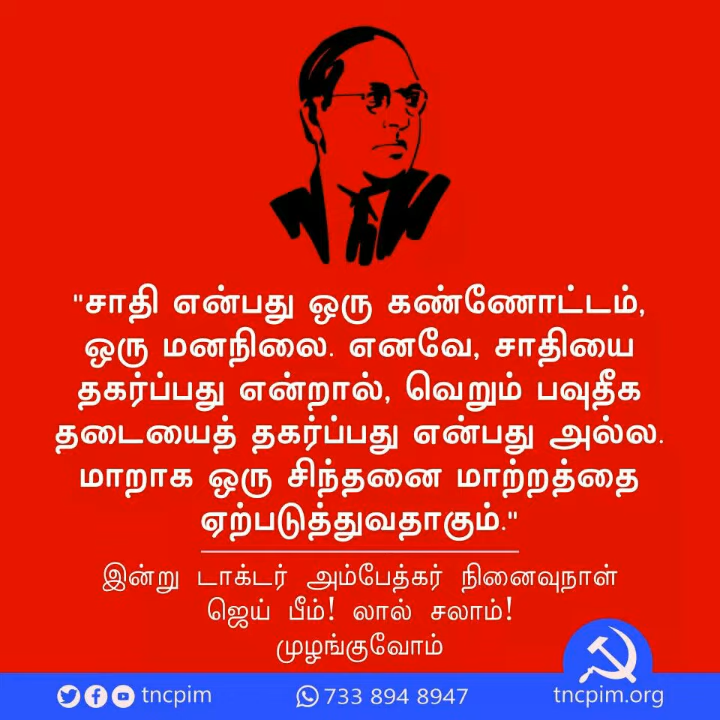 "சாதி என்பது ஒரு கண்ணோட்டம்,
ஒரு மனநிலை. எனவே, சாதியை
தகர்ப்பது என்றால், வெறும் பவுதீக
தடையைத் தகர்ப்பது என்பது அல்ல.
மாறாக ஒரு சிந்தனை மாற்றத்தை
ஏற்படுத்துவதாகும்."
இன்று டாக்டர் அம்பேத்கர் நினைவுநாள்
ஜெய் பீம்! லால் சலாம்!
முழங்குவோம்
tncpim 733 894 8947 tncpim.org